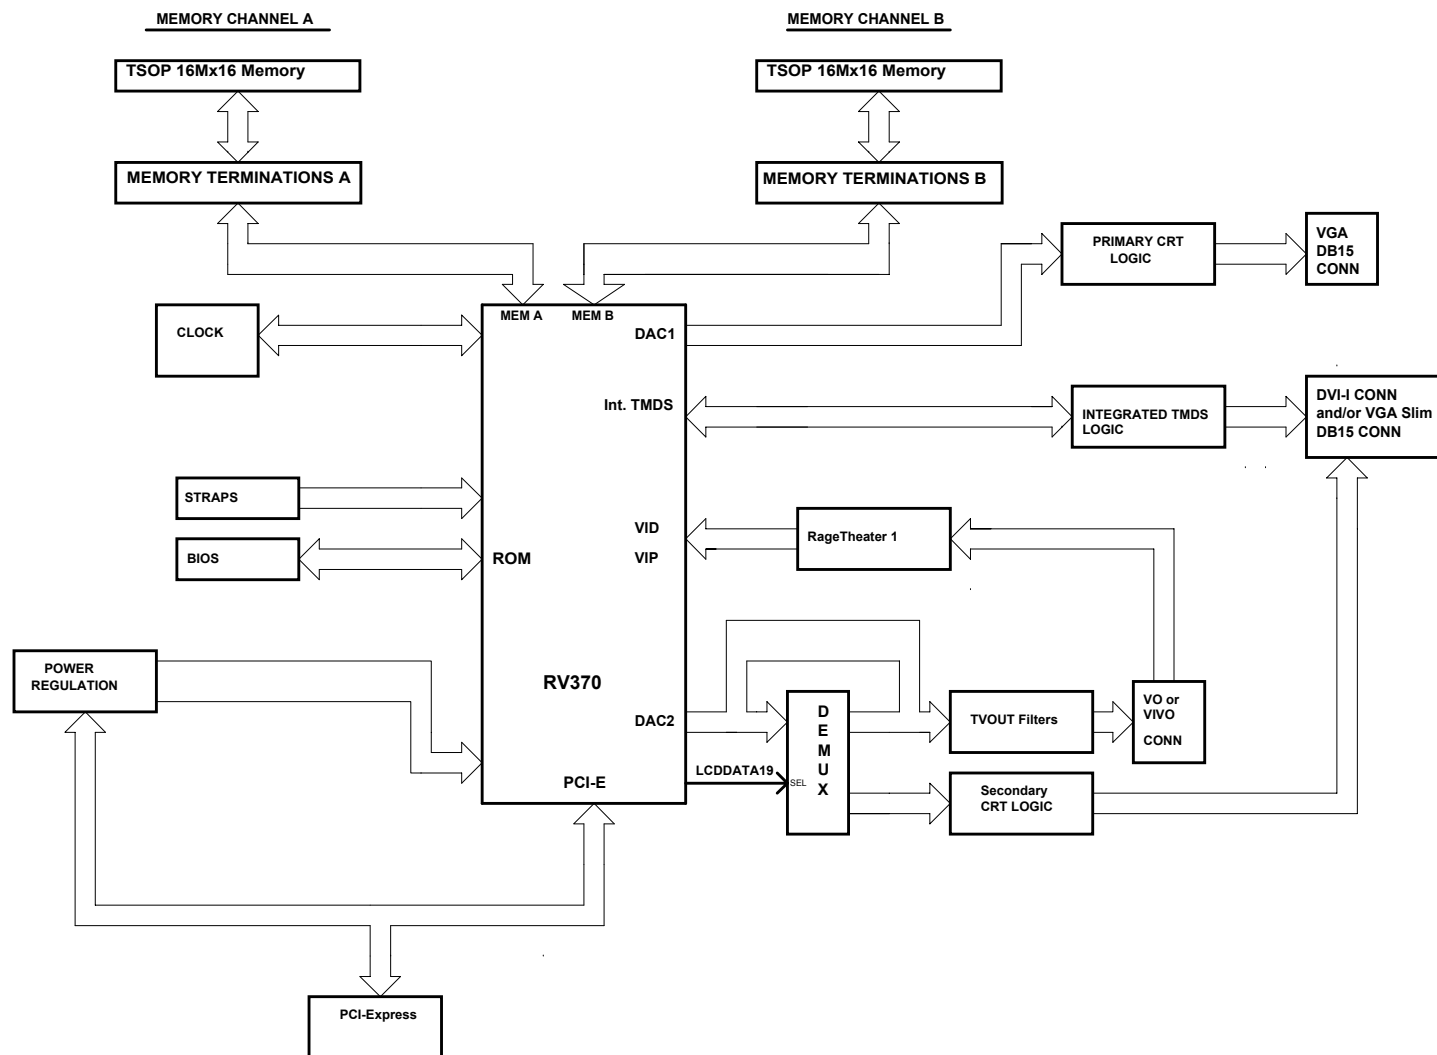 MEMORY CHANNEL A
MEMORY CHANNEL B
TSOP 16Mx16 Memory
TSOP 16Mx16 Memory
MEMORY TERMINATIONS A
MEMORY TERMINATIONS B
PRIMARY CRT
LOGIC
VGA
DB15
CONN
CLOCK
MEM A
MEM B
DAC1
Int. TMDS
INTEGRATED TMDS
LOGIC
DVI-I CONN
and/or VGA Slim
DB15 CONN
STRAPS
BIOS
ROM
VID
VIP
RageTheater 1
POWER
REGULATION
RV370
DAC2
PCI-E
LCDDATA19
SEL
D
E
M
U
X
TVOUT Filters
VO or
VIVO
CONN
Secondary
CRT LOGIC
PCI-Express